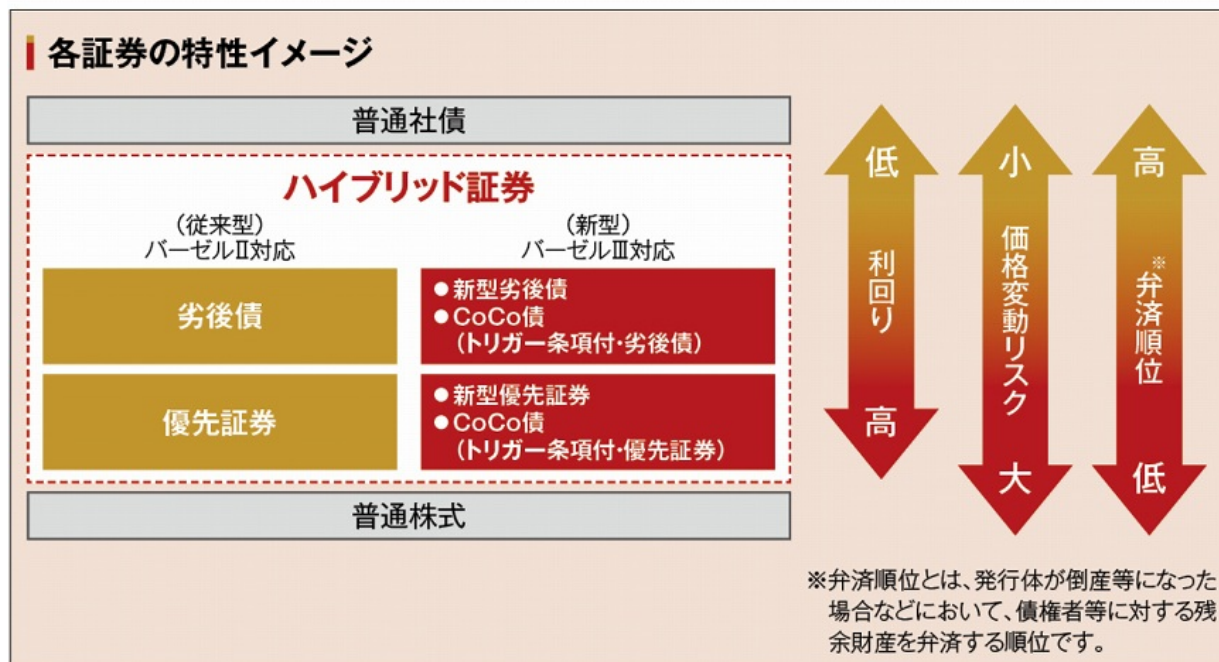 各証券の特性イメージ
普通社債
ハイブリッド証券
(従来型)
バーゼルⅡ対応
(新型)
バーゼルⅢ対応
劣後債
●新型劣後債
●CoCo債
(トリガー条項付・劣後債)
優先証券
●新型優先証券
●CoCo債
(トリガー条項付・優先証券)
普通株式
低
利回り
高
小
価格変動リスク
大
高
※弁済順位
低
※弁済順位とは、発行体が倒産等になった
場合などにおいて、債権者等に対する残
余財産を弁済する順位です。